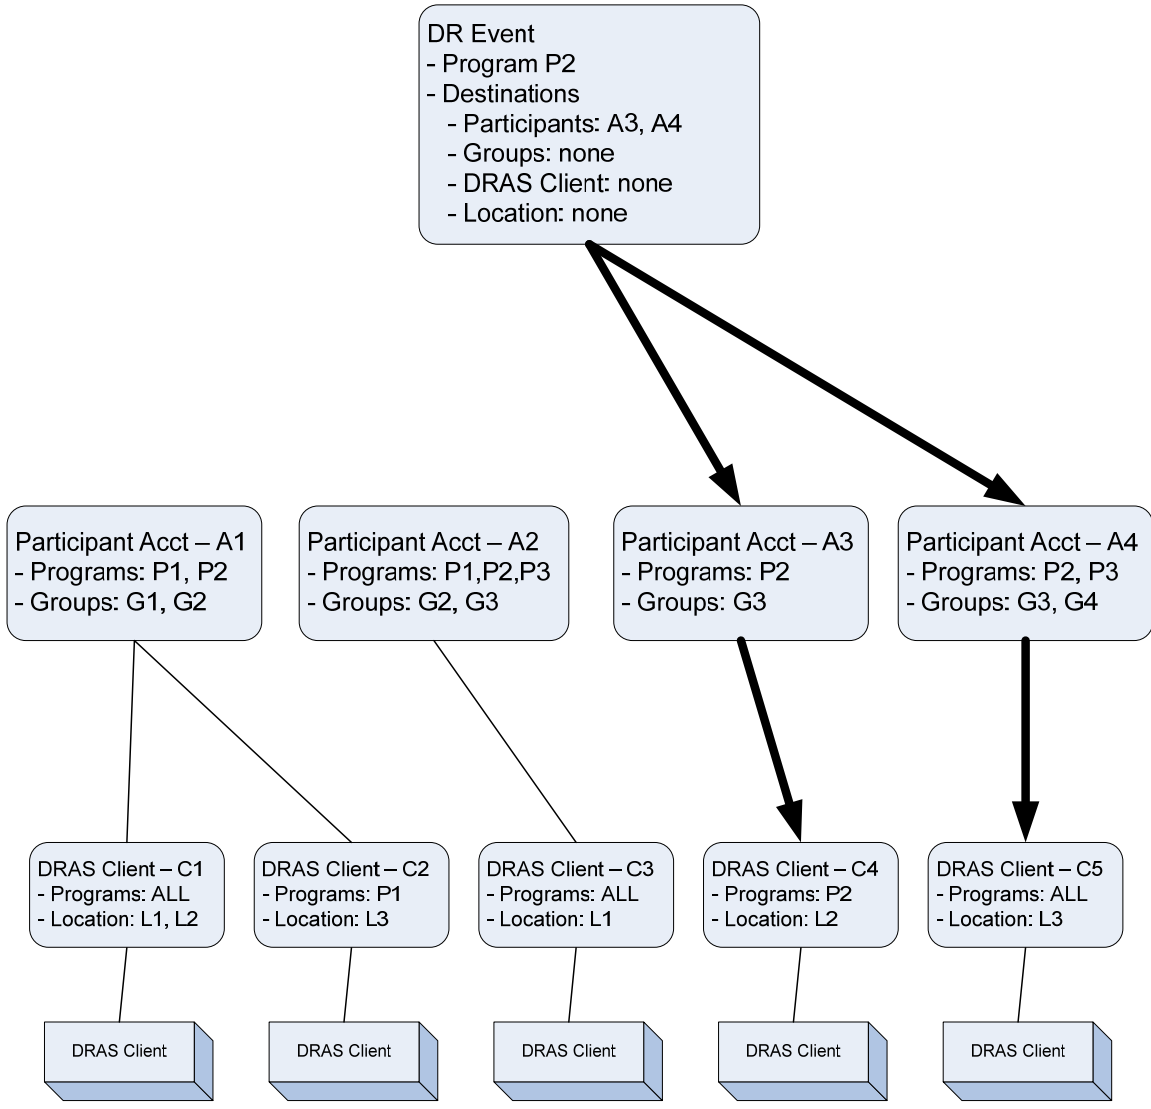 DR Event
- Program P2
- Destinations
- Participants: A3, A4
- Groups: none
- DRAS Client: none
- Location: none
Participant Acct – A1
- Programs: P1, P2
- Groups: G1, G2
Participant Acct – A2
- Programs: P1,P2,P3
- Groups: G2, G3
Participant Acct – A3
- Programs: P2
- Groups: G3
Participant Acct – A4
- Programs: P2, P3
- Groups: G3, G4
DRAS Client – C1
- Programs: ALL
- Location: L1, L2
DRAS Client – C2
- Programs: P1
- Location: L3
DRAS Client – C3
- Programs: ALL
- Location: L1
DRAS Client – C4
- Programs: P2
- Location: L2
DRAS Client – C5
- Programs: ALL
- Location: L3
DRAS Client
DRAS Client
DRAS Client
DRAS Client
DRAS Client